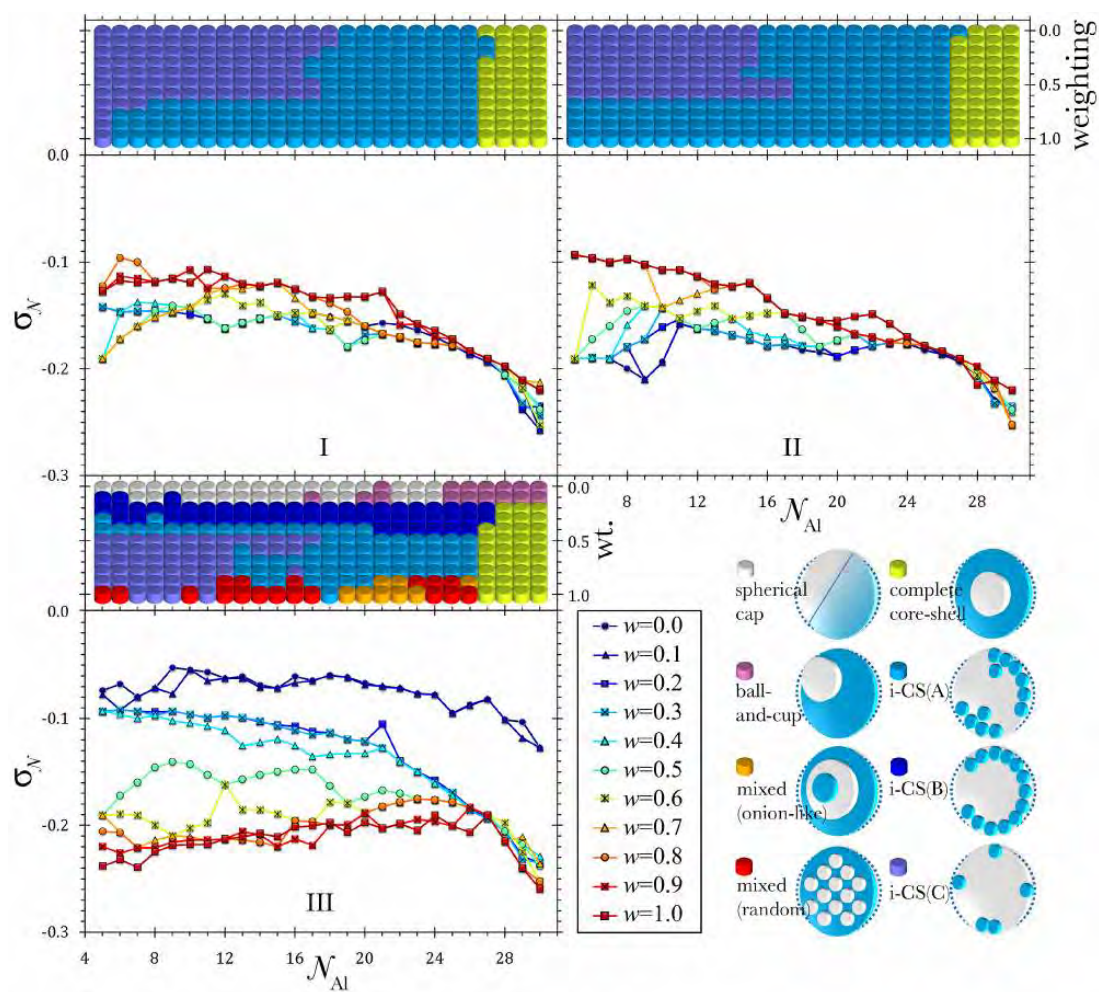 0.0
0.5
1.0
weighting
0.0
-0.1
-0.2
-0.3
σ_N
I
II
8 12 16 20 24 28
N_Al
0.0
0.5
1.0
wt.
0.0
-0.1
-0.2
-0.3
σ_N
III
4 8 12 16 20 24 28
N_Al
w=0.0
w=0.1
w=0.2
w=0.3
w=0.4
w=0.5
w=0.6
w=0.7
w=0.8
w=0.9
w=1.0
spherical
cap
complete
core-shell
ball-
and-cup
i-CS(A)
mixed
(onion-like)
i-CS(B)
mixed
(random)
i-CS(C)